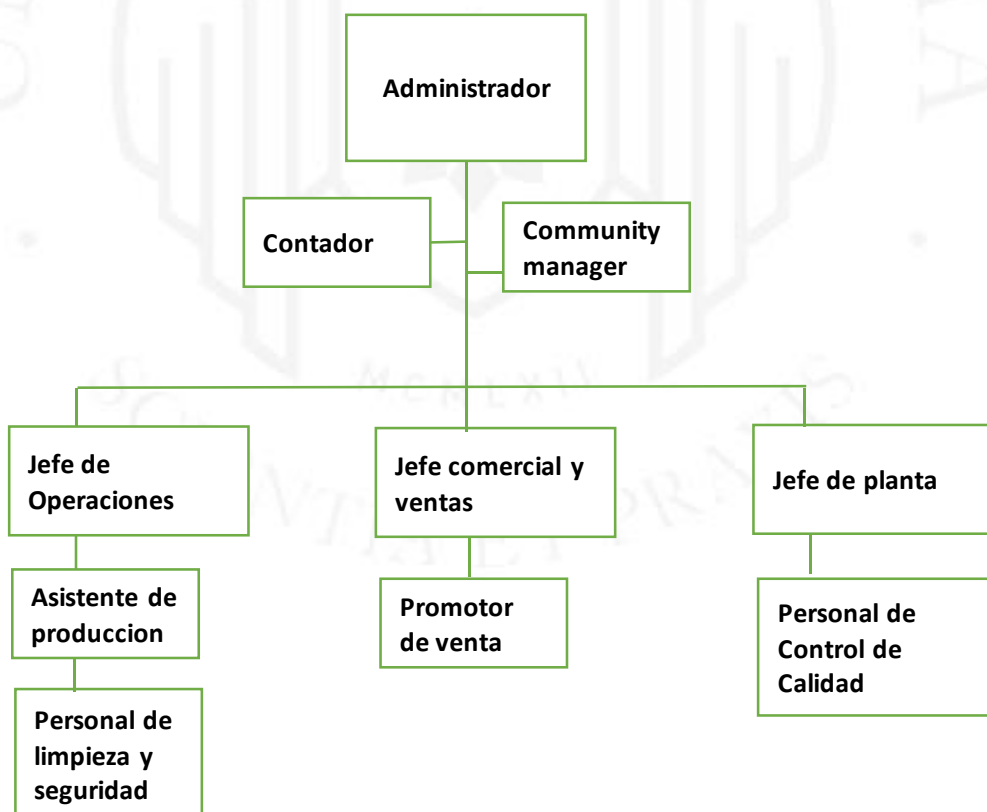 Administrador
Contador
Community
manager
Jefe de
Operaciones
Jefe comercial y
ventas
Jefe de planta
Asistente de
produccion
Promotor
de venta
Personal de
Control de
Calidad
Personal de
limpieza y
seguridad
MCMLXII